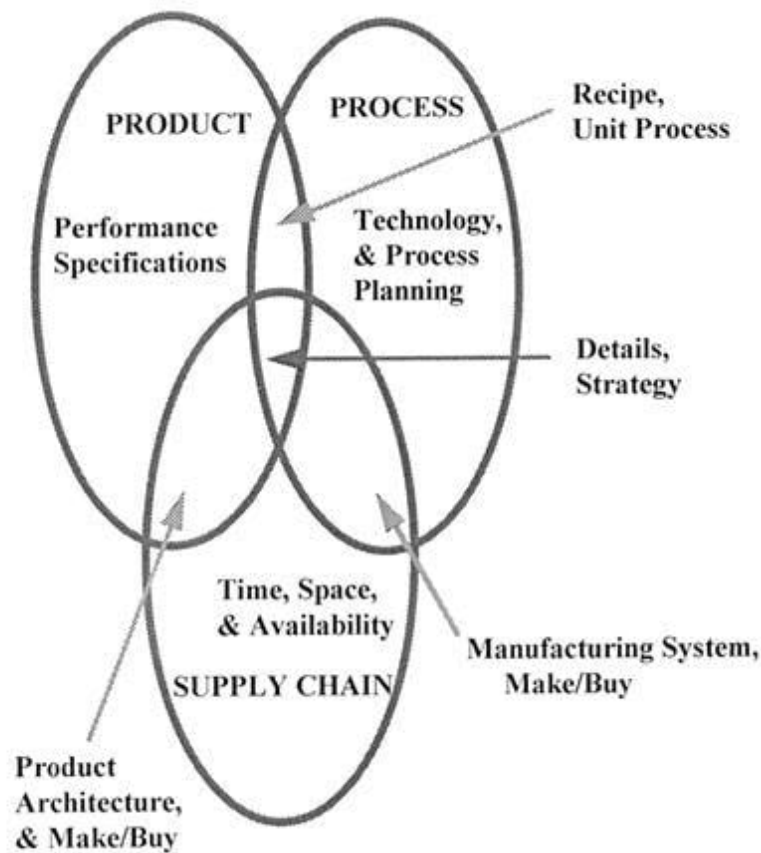 PRODUCT
PROCESS
Recipe,
Unit Process
Performance
Specifications
Technology,
& Process
Planning
Details,
Strategy
Time, Space,
& Availability
SUPPLY CHAIN
Manufacturing System,
Make/Buy
Product
Architecture,
& Make/Buy